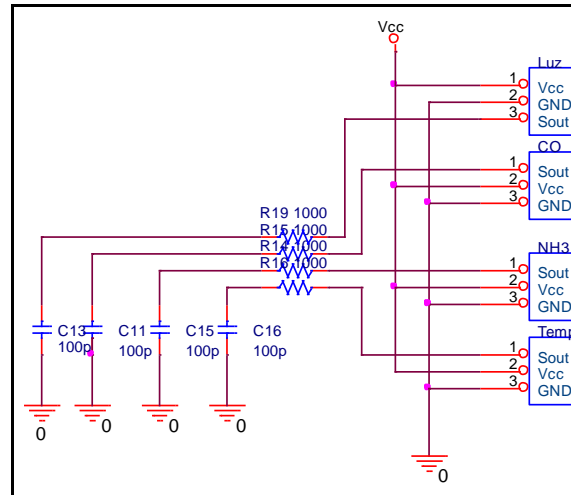 Vcc
Luz
1 Vcc
2 GND
3 Sout
CO
1 Sout
2 Vcc
3 GND
R19 1000
R15 1000
R14 1000
R16 1000
NH3
1 Sout
2 Vcc
3 GND
C13 C11 C15 C16
100p 100p 100p 100p
Temp
1 Sout
2 Vcc
3 GND
0 0 0 0
0